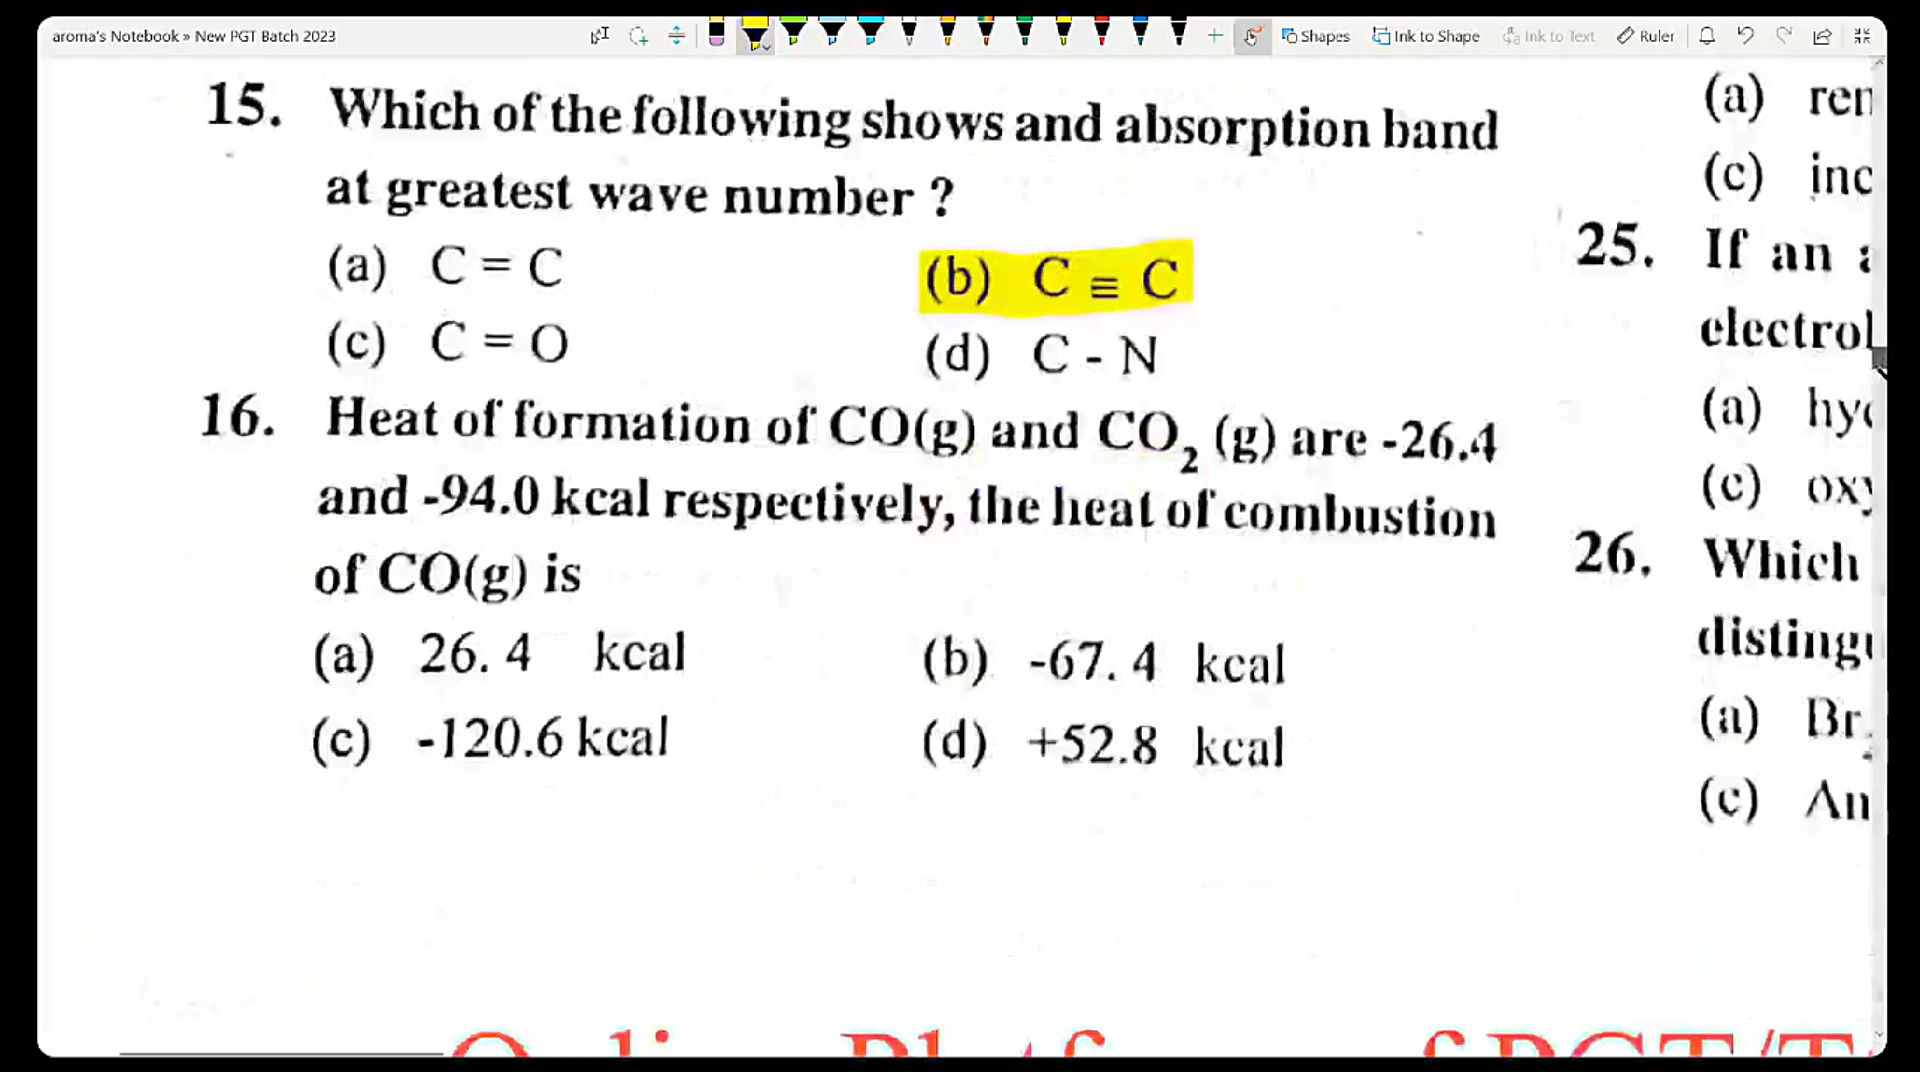 aroma's Notebook » New PGT Batch 2023
Shapes Ink to Shape Ink to Text Ruler
15. Which of the following shows and absorption band
at greatest wave number ?
(a) C = C (b) C ≡ C
(c) C = O (d) C - N
16. Heat of formation of CO(g) and CO₂ (g) are -26.4
and -94.0 kcal respectively, the heat of combustion
of CO(g) is
(a) 26. 4 kcal (b) -67. 4 kcal
(c) -120.6 kcal (d) +52.8 kcal
(a)
(c)
25. If an
(a)
(c)
26. Which
(a) Br
(c)